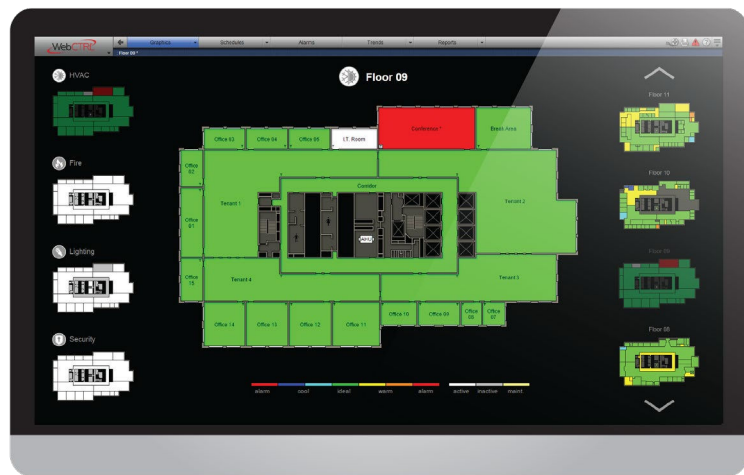 WebCTRL
Graphics
Schedules
Alarms
Trends
Reports
Floor 09
HVAC
Fire
Lighting
Security
Floor 09
Office 03
Office 04
Office 05
I.T. Room
Conference
Break Area
Office 02
Corridor
Tenant 1
Tenant 2
Office 01
AHU
Office 15
Tenant 4
Tenant 3
Office 14
Office 13
Office 12
Office 11
Office 10
Office 09
Office 08
Office 07
alarm
cool
ideal
warm
alarm
active
inactive
maint
Floor 11
Floor 10
Floor 09
Floor 08